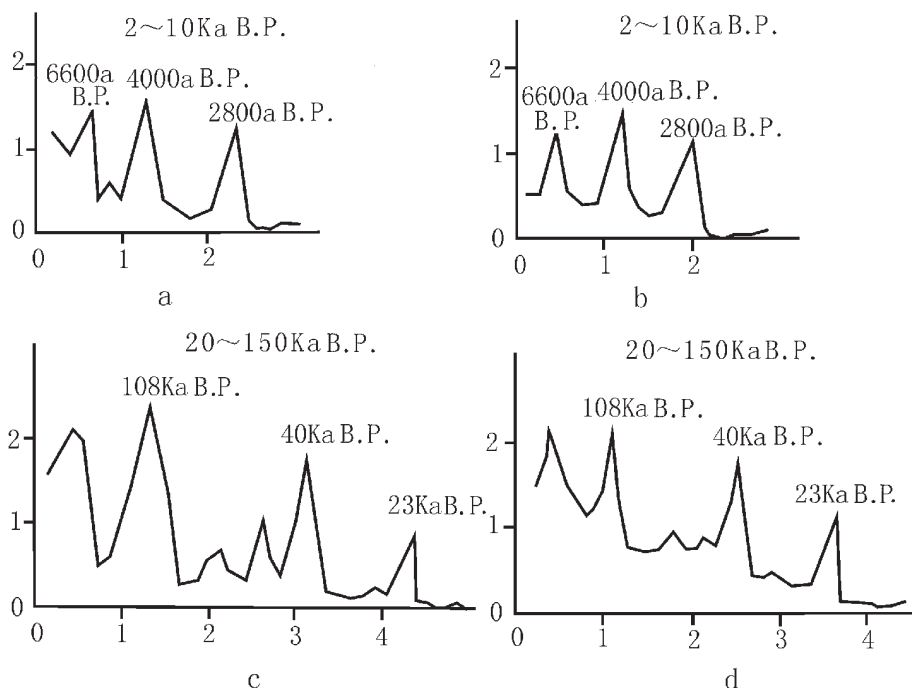 2～10Ka B.P.
2
6600a
B.P.
4000a B.P.
2800a B.P.
1
0
0 1 2
a
2～10Ka B.P.
2
6600a
B.P.
4000a B.P.
2800a B.P.
1
0
0 1 2
b
20～150Ka B.P.
108Ka B.P.
2
40Ka B.P.
23Ka B.P.
1
0
0 1 2 3 4
c
20～150Ka B.P.
108Ka B.P.
2
40Ka B.P.
23Ka B.P.
1
0
0 1 2 3 4
d